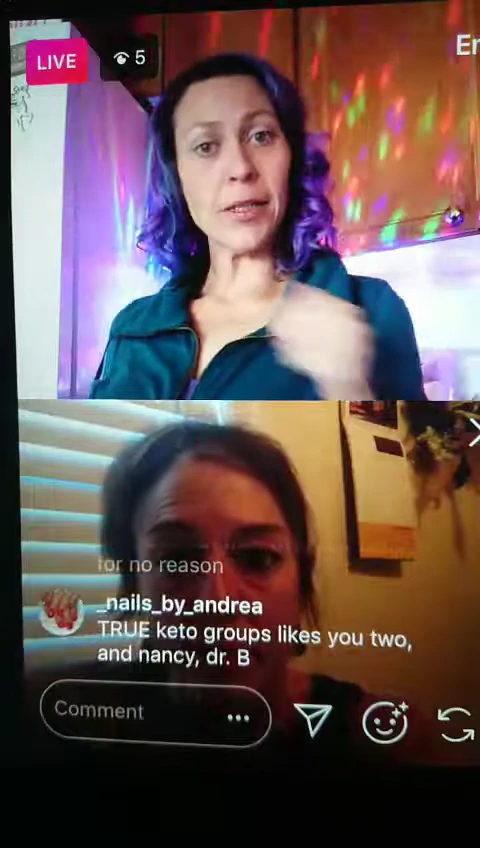 LIVE
5
for no reason
_nails_by_andrea
TRUE keto groups likes you two,
and nancy, dr. B
Comment